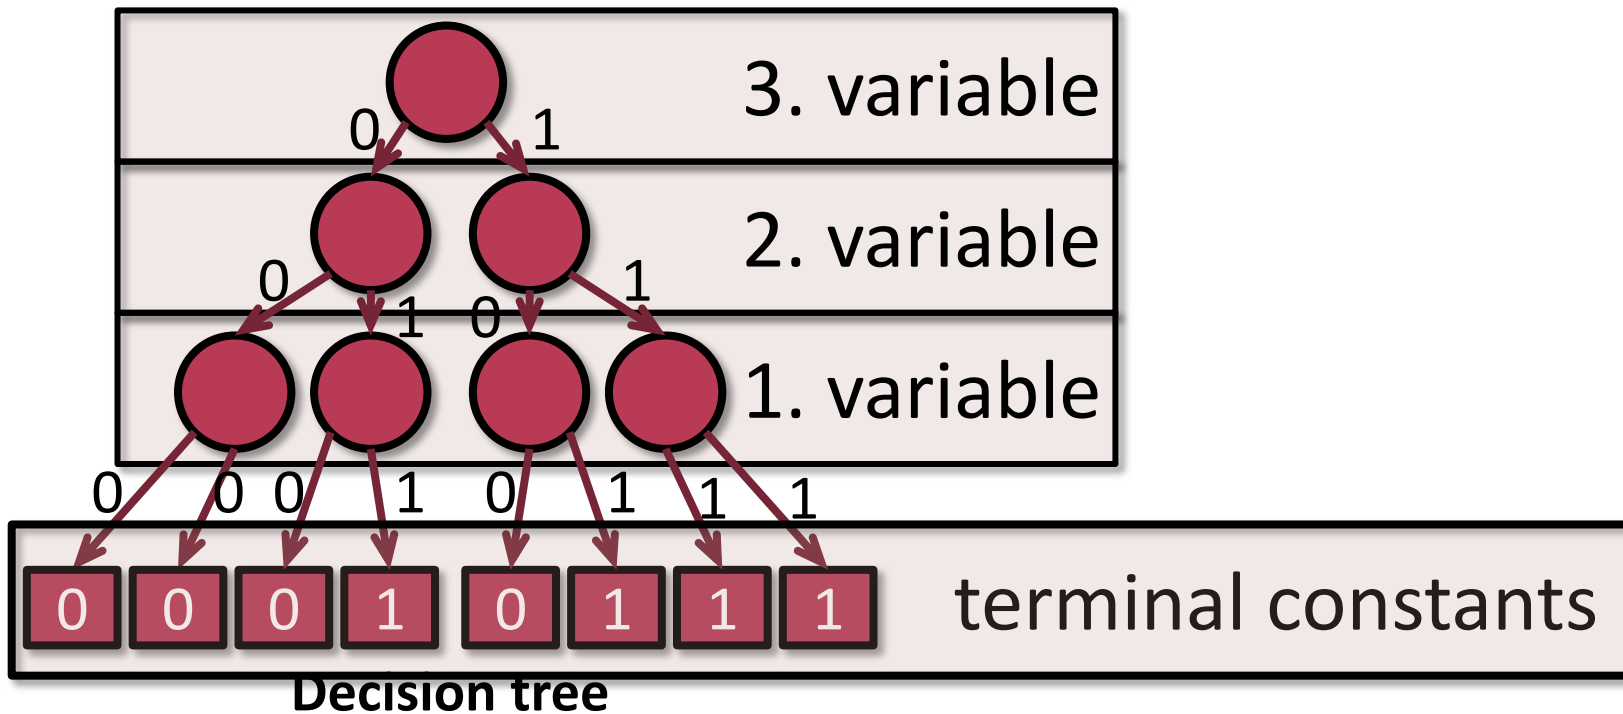 3. variable
0 1
2. variable
0 1 0 1
1. variable
0 0 0 1 0 1 1 1
0 0 0 1 0 1 1 1
terminal constants
Decision tree